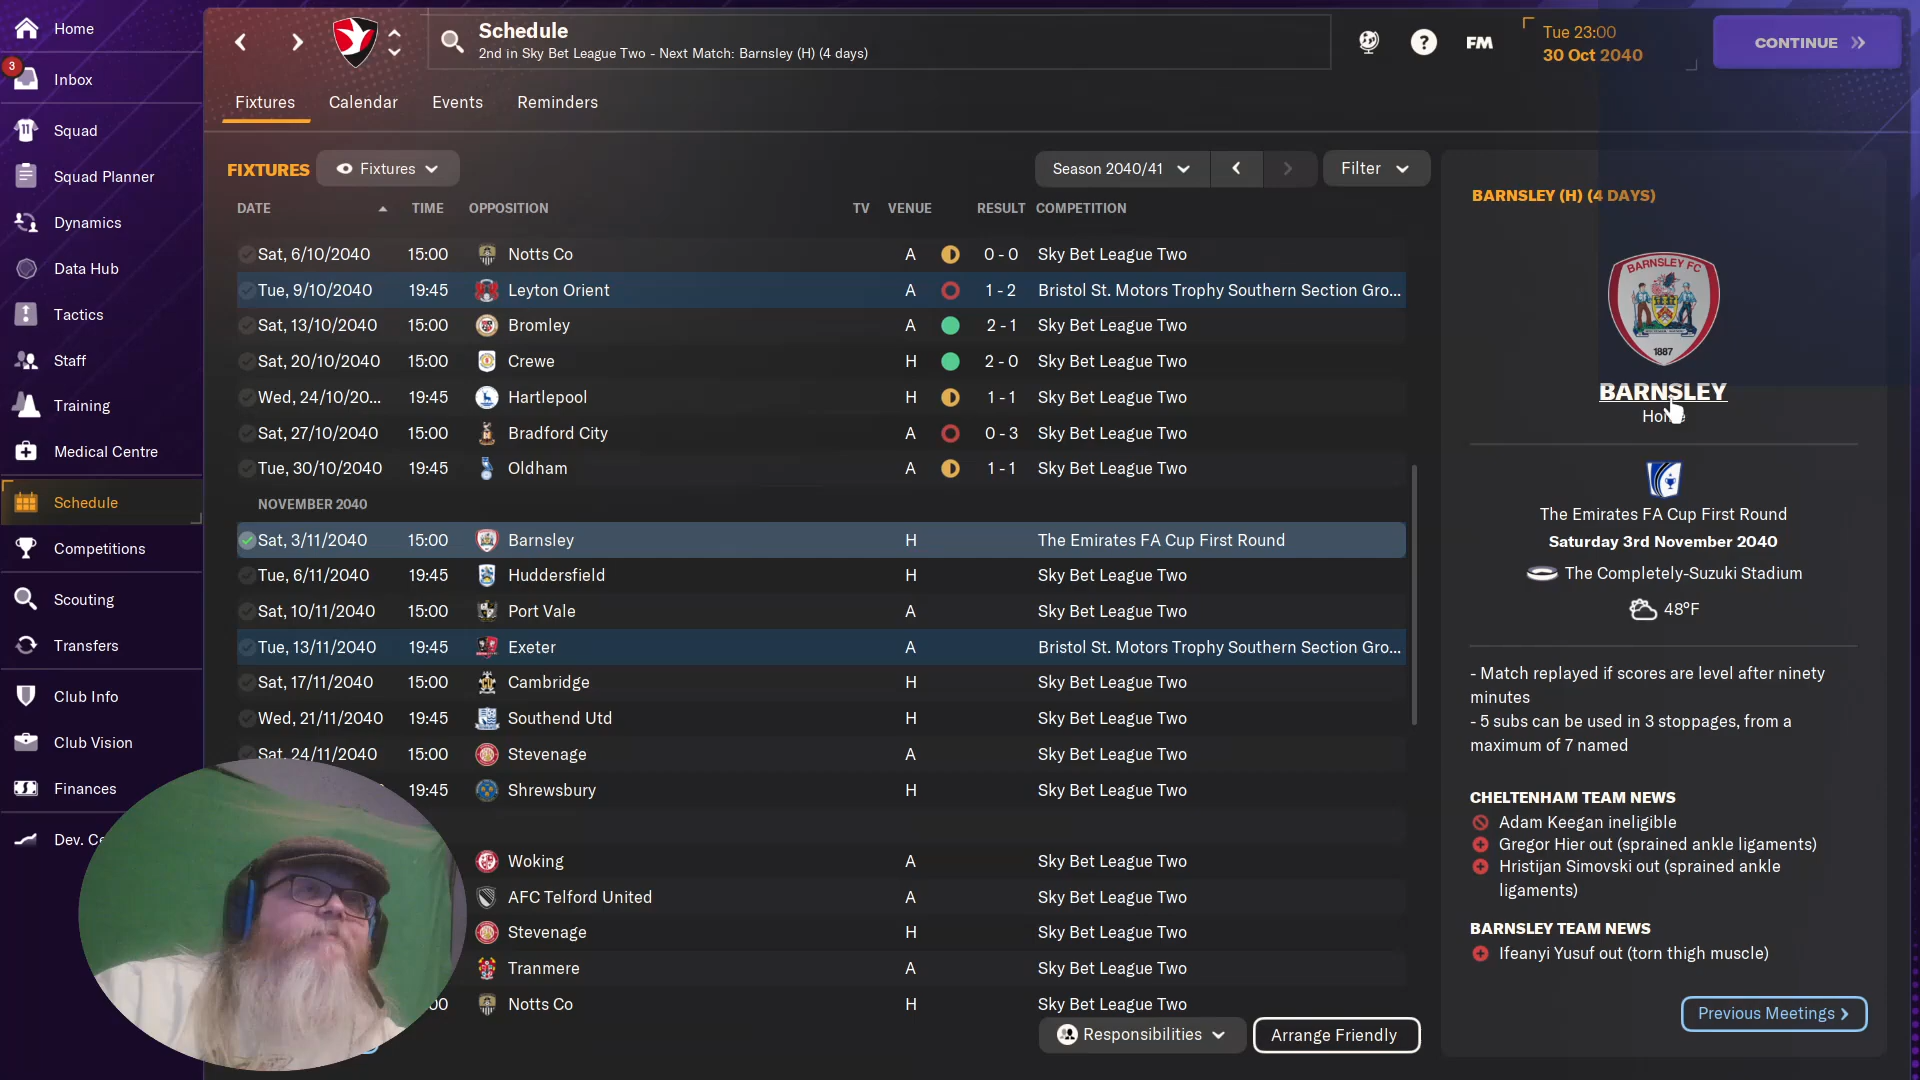 Home
3
Inbox
Squad
Squad Planner
Dynamics
Data Hub
Tactics
Staff
Training
Medical Centre
Schedule
Competitions
Scouting
Transfers
Club Info
Club Vision
Finances
Dev.
Schedule
2nd in Sky Bet League Two - Next Match: Barnsley (H) (4 days)
?
FM
Tue 23:00
30 Oct 2040
CONTINUE
Fixtures
Calendar
Events
Reminders
FIXTURES
Fixtures
Season 2040/41
Filter
DATE TIME OPPOSITION TV VENUE RESULT COMPETITION
Sat, 6/10/2040 15:00 Notts Co A 0 - 0 Sky Bet League Two
Tue, 9/10/2040 19:45 Leyton Orient A 1 - 2 Bristol St. Motors Trophy Southern Section Gro...
Sat, 13/10/2040 15:00 Bromley A 2 - 1 Sky Bet League Two
Sat, 20/10/2040 15:00 Crewe H 2 - 0 Sky Bet League Two
Wed, 24/10/20... 19:45 Hartlepool H 1 - 1 Sky Bet League Two
Sat, 27/10/2040 15:00 Bradford City A 0 - 3 Sky Bet League Two
Tue, 30/10/2040 19:45 Oldham A 1 - 1 Sky Bet League Two
NOVEMBER 2040
Sat, 3/11/2040 15:00 Barnsley H The Emirates FA Cup First Round
Tue, 6/11/2040 19:45 Huddersfield H Sky Bet League Two
Sat, 10/11/2040 15:00 Port Vale A Sky Bet League Two
Tue, 13/11/2040 19:45 Exeter A Bristol St. Motors Trophy Southern Section Gro...
Sat, 17/11/2040 15:00 Cambridge H Sky Bet League Two
Wed, 21/11/2040 19:45 Southend Utd H Sky Bet League Two
Sat, 24/11/2040 15:00 Stevenage A Sky Bet League Two
19:45 Shrewsbury H Sky Bet League Two
Woking A Sky Bet League Two
AFC Telford United A Sky Bet League Two
Stevenage H Sky Bet League Two
Tranmere A Sky Bet League Two
Notts Co H Sky Bet League Two
Responsibilities
Arrange Friendly
BARNSLEY (H) (4 DAYS)
BARNSLEY FC
1887
BARNSLEY
The Emirates FA Cup First Round
Saturday 3rd November 2040
The Completely-Suzuki Stadium
48°F
- Match replayed if scores are level after ninety
minutes
- 5 subs can be used in 3 stoppages, from a
maximum of 7 named
CHELTENHAM TEAM NEWS
Adam Keegan ineligible
Gregor Hier out (sprained ankle ligaments)
Hristijan Simovski out (sprained ankle
ligaments)
BARNSLEY TEAM NEWS
Ifeanyi Yusuf out (torn thigh muscle)
Previous Meetings